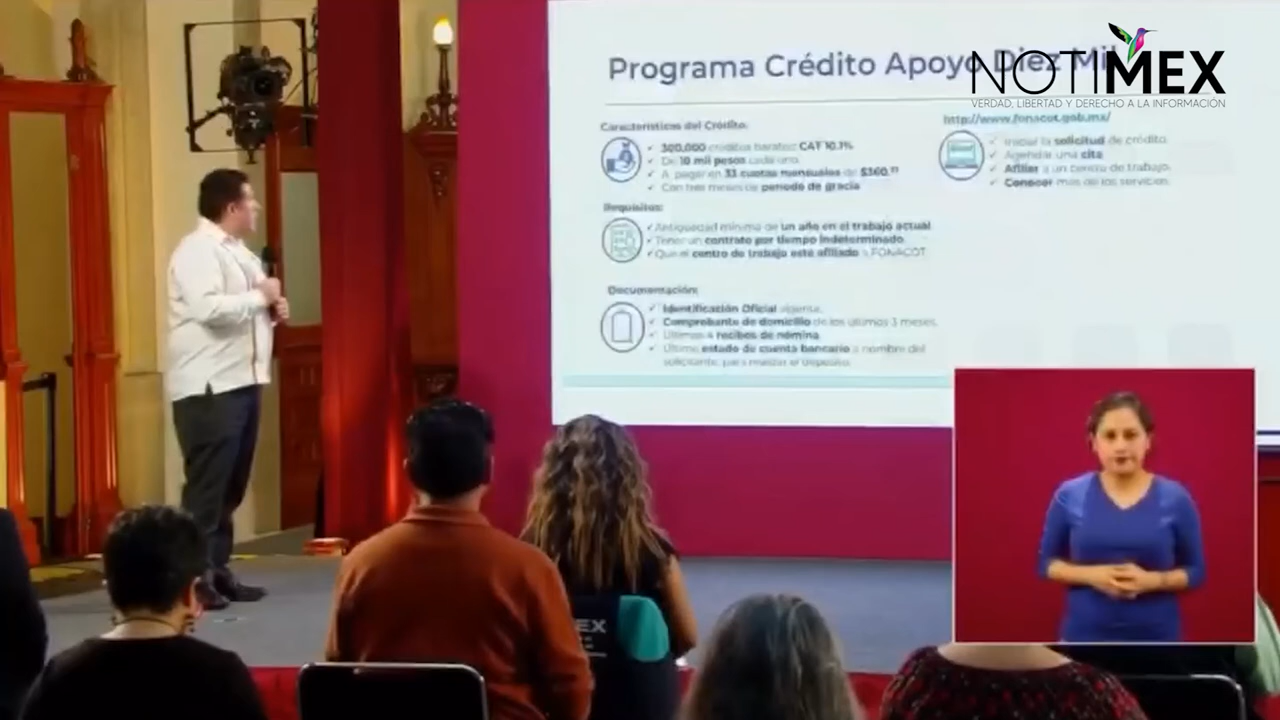 Programa Crédito Apoyo Diez Mil
NOTIMEX
VERDAD, LIBERTAD Y DERECHO A LA INFORMACIÓN
Características del Crédito:
300,000 créditos baratos: CAT 10.1%
De 10 mil pesos cada uno.
A pagar en 33 cuotas mensuales de $360.
Con tres meses de periodo de gracia
Requisitos:
Antigüedad mínima de un año en el trabajo actual
Tener un contrato por tiempo indeterminado.
Que el centro de trabajo esté afiliado a FONACOT
Documentación:
Identificación Oficial vigente.
Comprobante de domicilio de los últimos 3 meses.
Últimos 4 recibos de nómina
Último estado de cuenta bancario a nombre del
solicitante, para realizar el depósito.
http://www.fonacot.gob.mx/
Iniciar la solicitud de crédito.
Agendar una cita
Afiliar a un centro de trabajo.
Conocer más de los servicios.
MEX